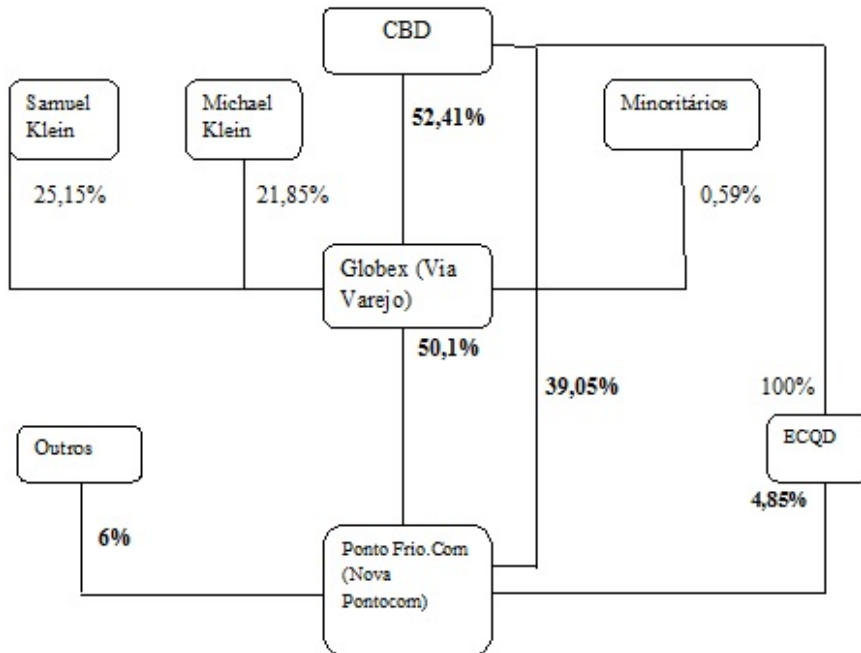 CBD
Samuel
Klein
Michael
Klein
52,41%
Minoritários
25,15%
21,85%
0,59%
Globex (Via
Varejo)
50,1%
39,05%
100%
Outros
ECQD
4,85%
6%
Ponto Frio.Com
(Nova
Pontocom)